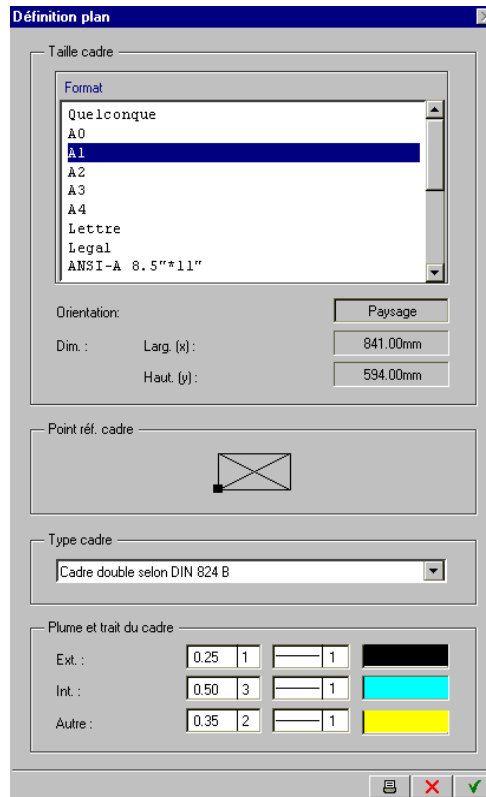 Définition plan
Taille cadre
Format
Quelconque
A0
A1
A2
A3
A4
Lettre
Legal
ANSI-A 8.5"*11"
Orientation: Paysage
Dim. : Larg. (x) : 841.00mm
Haut. (y) : 594.00mm
Point réf. cadre
Type cadre
Cadre double selon DIN 824 B
Plume et trait du cadre
Ext. : 0.25 1 1
Int. : 0.50 3 1
Autre : 0.35 2 1